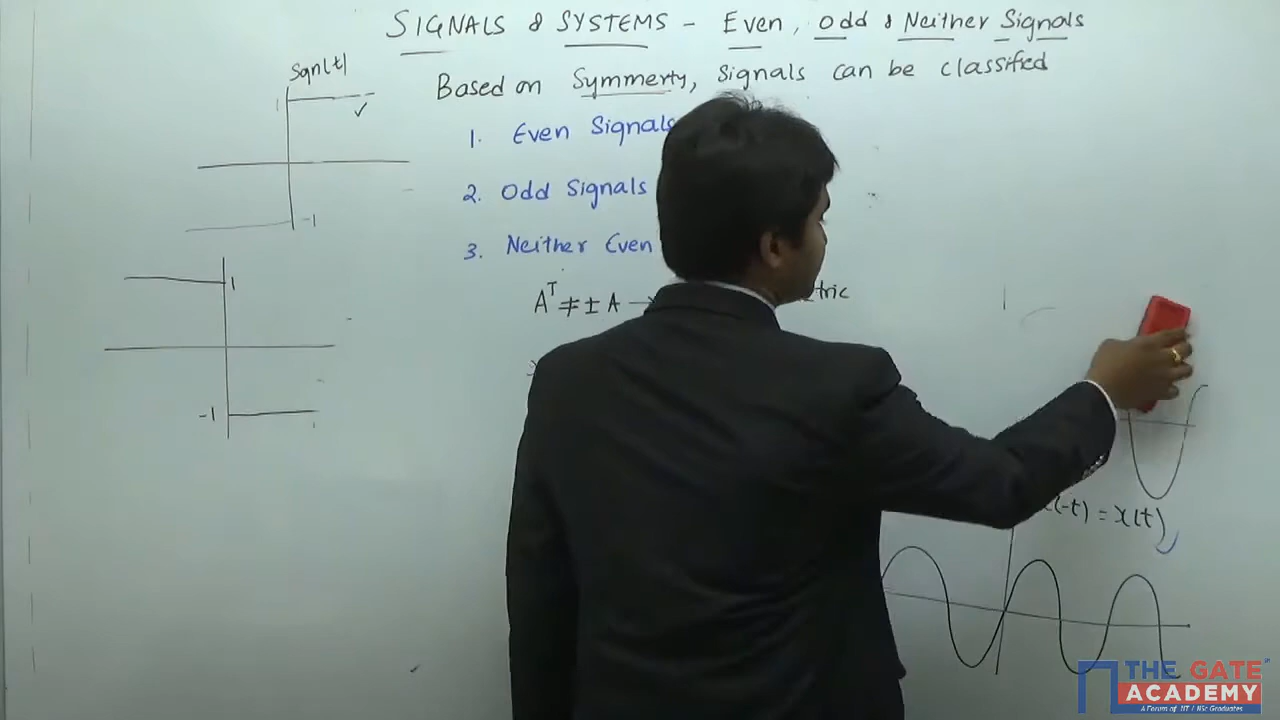 SIGNALS & SYSTEMS - Even, Odd & Neither Signals
Based on Symmerty, Signals can be classified
1. Even Signals
2. Odd Signals
3. Neither Even
Aᵀ ≠ ± A → tric
Sgn(t)
1
-1
1
-1
(-t) = x(t)
THE GATE ACADEMY
A Forum of IIT / IISc Graduates